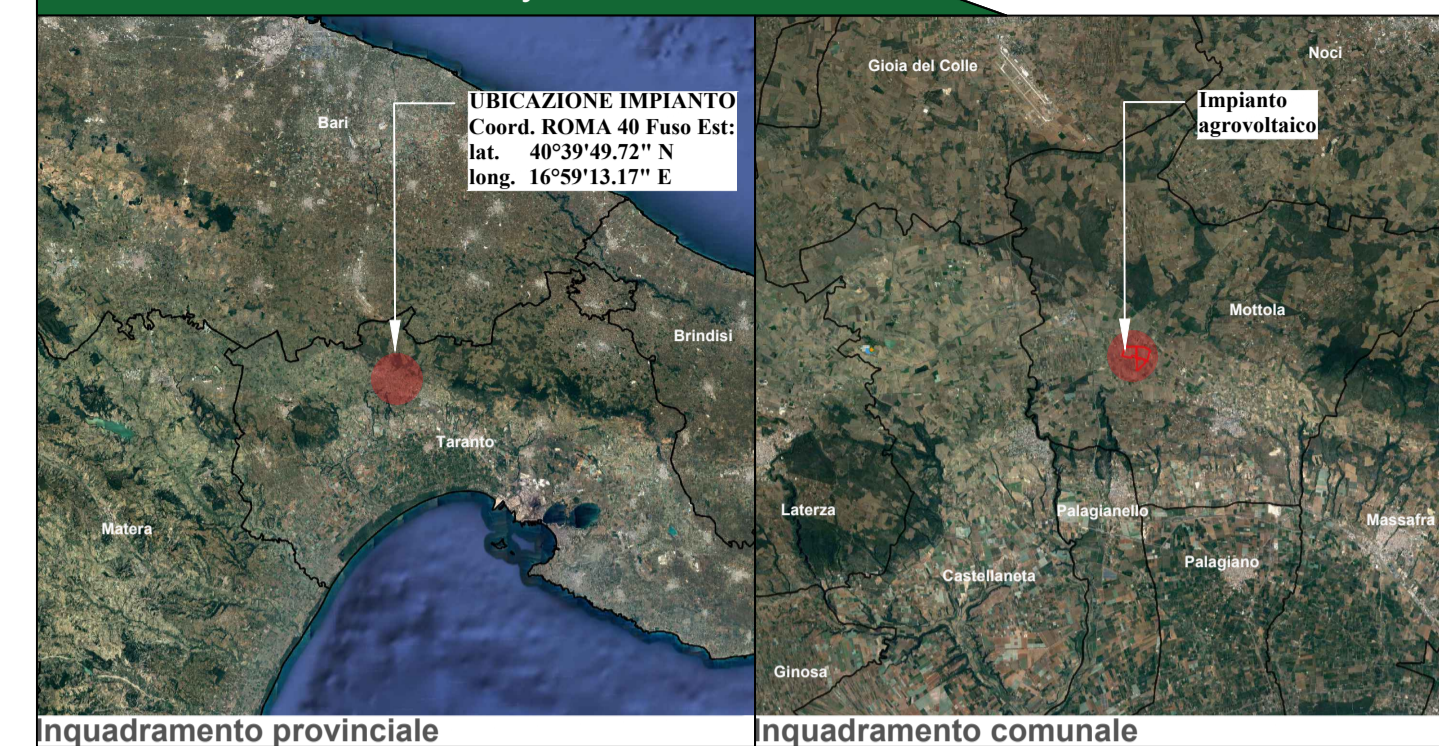 Bari
UBICAZIONE IMPIANTO
Coord. ROMA 40 Fuso Est:
lat. 40°39'49.72" N
long. 16°59'13.17" E
Brindisi
Taranto
Matera
Inquadramento provinciale
Gioia del Colle
Noci
Impianto
agrovoltaico
Mottola
Laterza
Palagianello
Massafra
Palagiano
Castellaneta
Ginosa
Inquadramento comunale